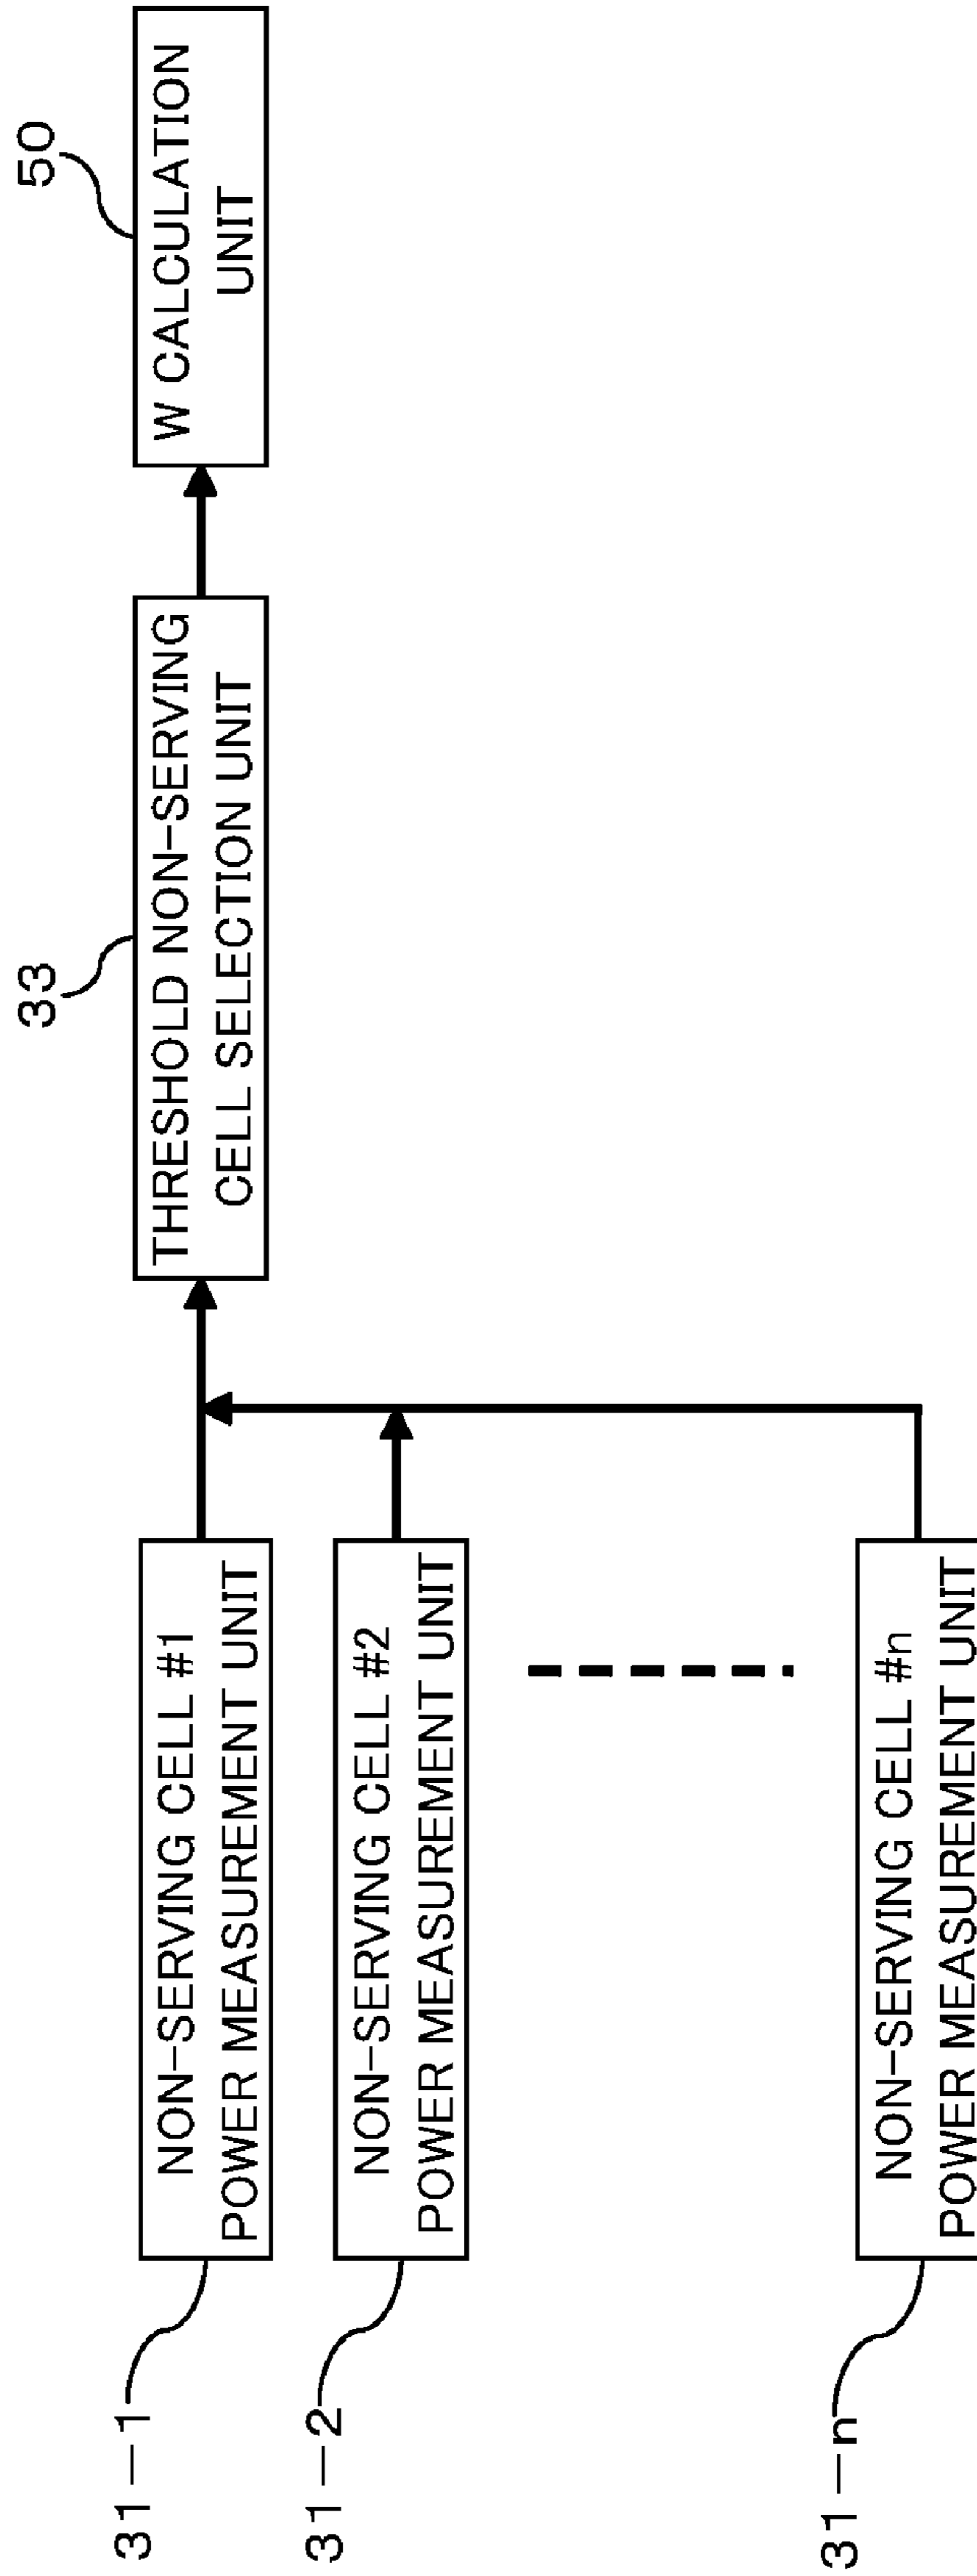 31-1
NON-SERVING CELL #1
POWER MEASUREMENT UNIT
33
THRESHOLD NON-SERVING
CELL SELECTION UNIT
50
W CALCULATION
UNIT
31-2
NON-SERVING CELL #2
POWER MEASUREMENT UNIT
31-n
NON-SERVING CELL #n
POWER MEASUREMENT UNIT